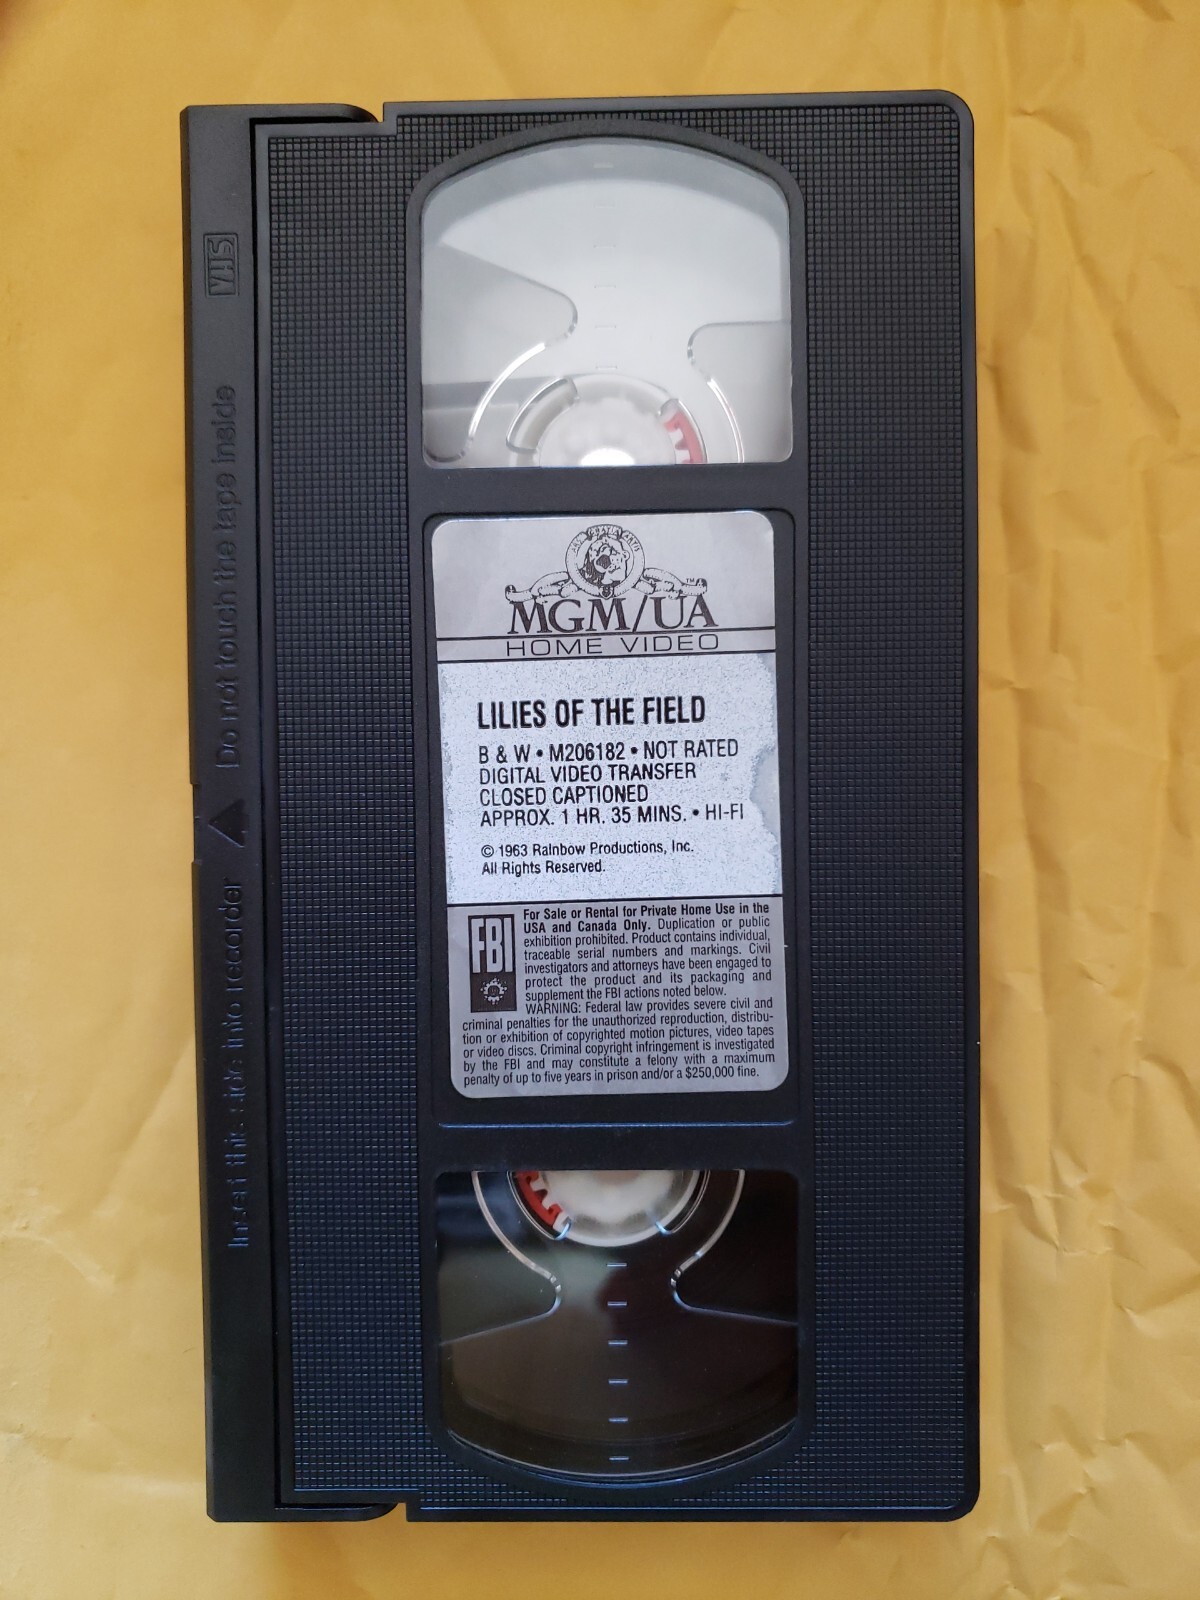 VHS
Do not touch the tape inside
Insert this side into recorder
ARS GRATIA ARTIS
TM
MGM/UA
HOME VIDEO
LILIES OF THE FIELD
B & W • M206182 • NOT RATED
DIGITAL VIDEO TRANSFER
CLOSED CAPTIONED
APPROX. 1 HR. 35 MINS. • HI-FI
© 1963 Rainbow Productions, Inc.
All Rights Reserved.
FBI
For Sale or Rental for Private Home Use in the
USA and Canada Only. Duplication or public
exhibition prohibited. Product contains individual,
traceable serial numbers and markings. Civil
investigators and attorneys have been engaged to
protect the product and its packaging and
supplement the FBI actions noted below.
WARNING: Federal law provides severe civil and
criminal penalties for the unauthorized reproduction, distribu-
tion or exhibition of copyrighted motion pictures, video tapes
or video discs. Criminal copyright infringement is investigated
by the FBI and may constitute a felony with a maximum
penalty of up to five years in prison and/or a $250,000 fine.